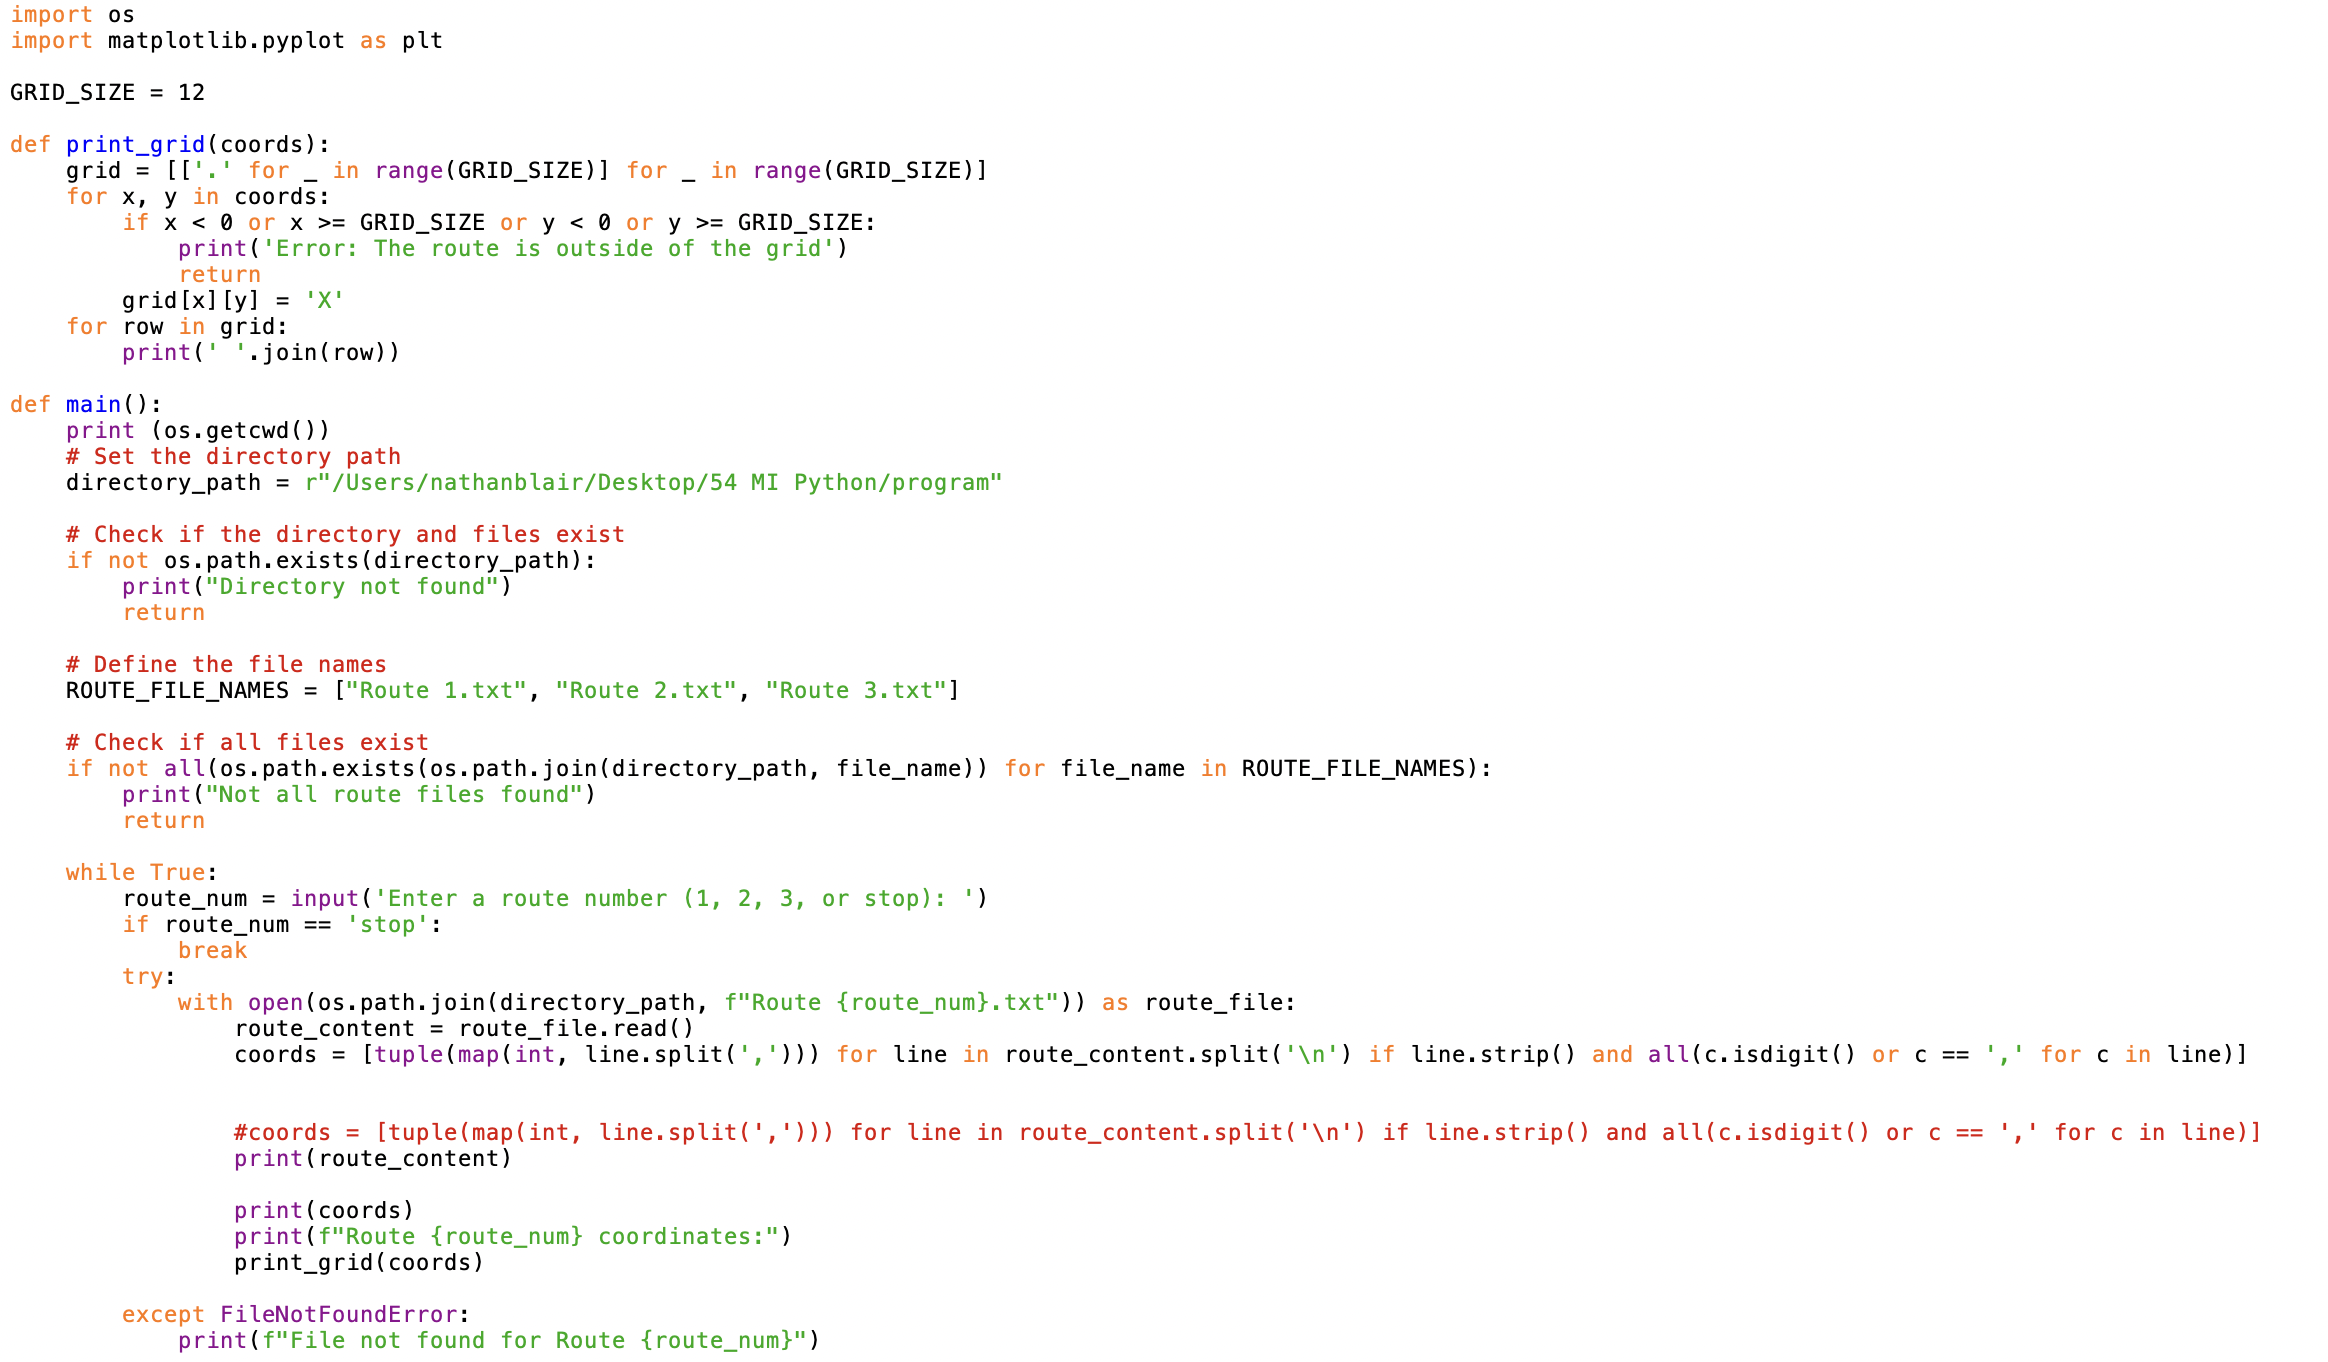 import os
import matplotlib.pyplot as plt

GRID_SIZE = 12

def print_grid(coords):
    grid = [['.' for _ in range(GRID_SIZE)] for _ in range(GRID_SIZE)]
    for x, y in coords:
        if x < 0 or x >= GRID_SIZE or y < 0 or y >= GRID_SIZE:
            print('Error: The route is outside of the grid')
            return
        grid[x][y] = 'X'
    for row in grid:
        print(' '.join(row))

def main():
    print (os.getcwd())
    # Set the directory path
    directory_path = r"/Users/nathanblair/Desktop/54 MI Python/program"

    # Check if the directory and files exist
    if not os.path.exists(directory_path):
        print("Directory not found")
        return

    # Define the file names
    ROUTE_FILE_NAMES = ["Route 1.txt", "Route 2.txt", "Route 3.txt"]

    # Check if all files exist
    if not all(os.path.exists(os.path.join(directory_path, file_name)) for file_name in ROUTE_FILE_NAMES):
        print("Not all route files found")
        return

    while True:
        route_num = input('Enter a route number (1, 2, 3, or stop): ')
        if route_num == 'stop':
            break
        try:
            with open(os.path.join(directory_path, f"Route {route_num}.txt")) as route_file:
                route_content = route_file.read()
                coords = [tuple(map(int, line.split(','))) for line in route_content.split('\n') if line.strip() and all(c.isdigit() or c == ',' for c in line)]


                #coords = [tuple(map(int, line.split(','))) for line in route_content.split('\n') if line.strip() and all(c.isdigit() or c == ',' for c in line)]
                print(route_content)

                print(coords)
                print(f"Route {route_num} coordinates:")
                print_grid(coords)

        except FileNotFoundError:
            print(f"File not found for Route {route_num}")